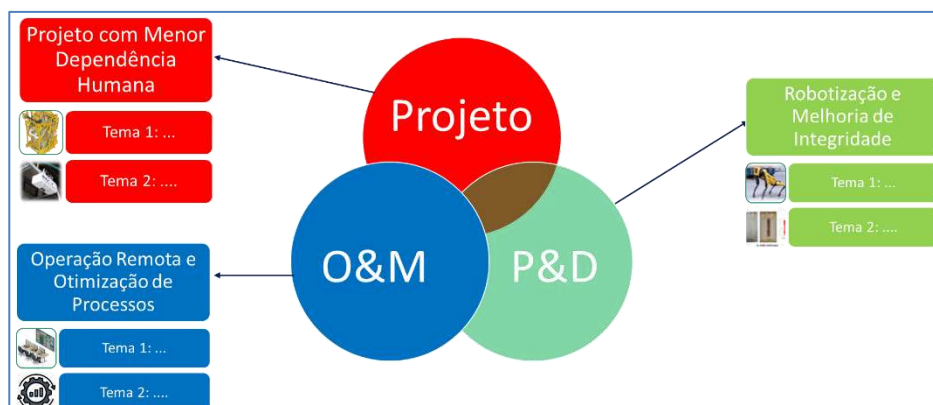 Projeto com Menor
Dependência
Humana
Tema 1: ...
Tema 2: ....
Projeto
O&M
P&D
Robotização e
Melhoria de
Integridade
Tema 1: ...
Tema 2: ....
Operação Remota e
Otimização de
Processos
Tema 1: ...
Tema 2: ....